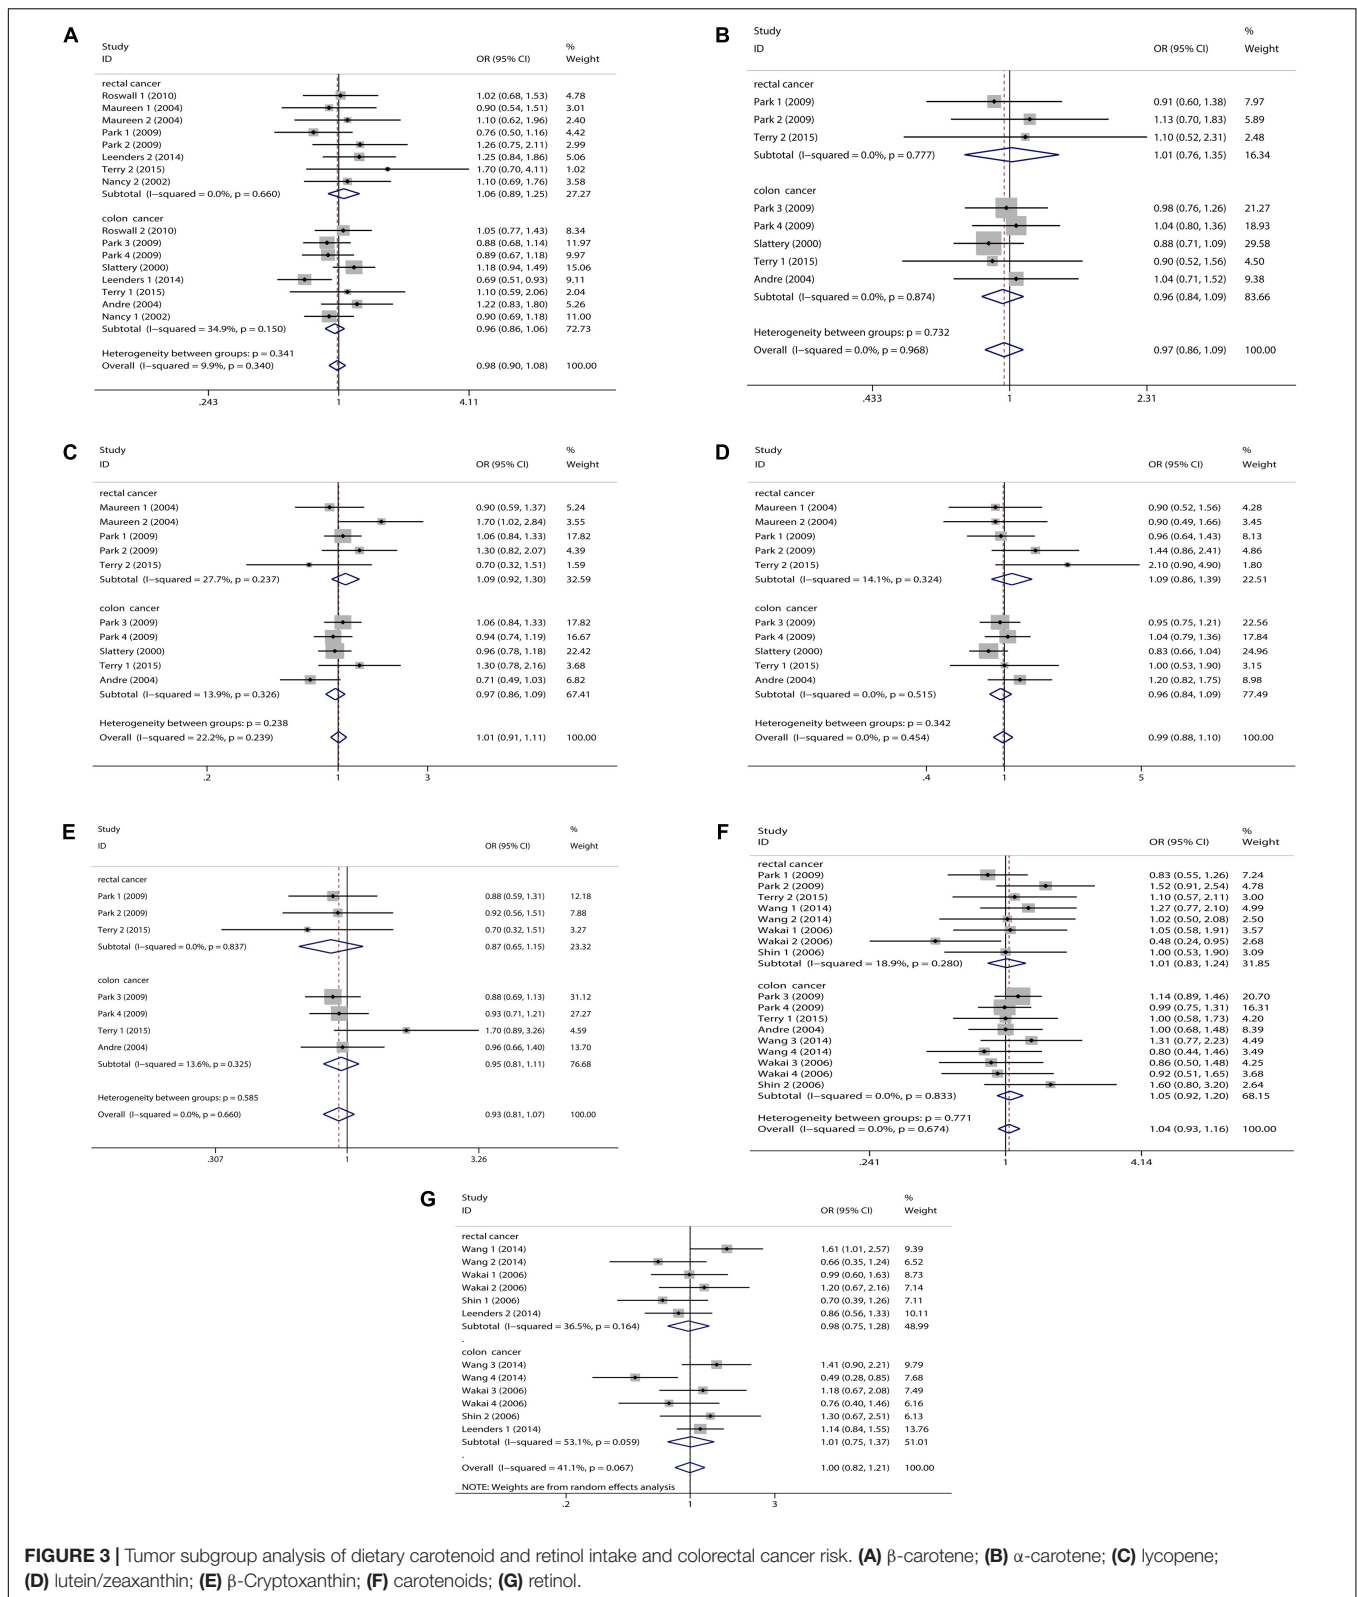 A
Study %
ID OR (95% CI) Weight
rectal cancer
Roswall 1 (2010) 1.02 (0.68, 1.53) 4.78
Maureen 1 (2004) 0.90 (0.54, 1.51) 3.01
Maureen 2 (2004) 1.10 (0.62, 1.96) 2.40
Park 1 (2009) 0.76 (0.50, 1.16) 4.42
Park 2 (2009) 1.26 (0.75, 2.11) 2.99
Leenders 2 (2014) 1.25 (0.84, 1.86) 5.06
Terry 2 (2015) 1.70 (0.70, 4.11) 1.02
Nancy 2 (2002) 1.10 (0.69, 1.76) 3.58
Subtotal (I−squared = 0.0%, p = 0.660) 1.06 (0.89, 1.25) 27.27
colon cancer
Roswall 2 (2010) 1.05 (0.77, 1.43) 8.34
Park 3 (2009) 0.88 (0.68, 1.14) 11.97
Park 4 (2009) 0.89 (0.67, 1.18) 9.97
Slattery (2000) 1.18 (0.94, 1.49) 15.06
Leenders 1 (2014) 0.69 (0.51, 0.93) 9.11
Terry 1 (2015) 1.10 (0.59, 2.06) 2.04
Andre (2004) 1.22 (0.83, 1.80) 5.26
Nancy 1 (2002) 0.90 (0.69, 1.18) 11.00
Subtotal (I−squared = 34.9%, p = 0.150) 0.96 (0.86, 1.06) 72.73
Heterogeneity between groups: p = 0.341
Overall (I−squared = 9.9%, p = 0.340) 0.98 (0.90, 1.08) 100.00
.243 1 4.11
B
Study %
ID OR (95% CI) Weight
rectal cancer
Park 1 (2009) 0.91 (0.60, 1.38) 7.97
Park 2 (2009) 1.13 (0.70, 1.83) 5.89
Terry 2 (2015) 1.10 (0.52, 2.31) 2.48
Subtotal (I−squared = 0.0%, p = 0.777) 1.01 (0.76, 1.35) 16.34
colon cancer
Park 3 (2009) 0.98 (0.76, 1.26) 21.27
Park 4 (2009) 1.04 (0.80, 1.36) 18.93
Slattery (2000) 0.88 (0.71, 1.09) 29.58
Terry 1 (2015) 0.90 (0.52, 1.56) 4.50
Andre (2004) 1.04 (0.71, 1.52) 9.38
Subtotal (I−squared = 0.0%, p = 0.874) 0.96 (0.84, 1.09) 83.66
Heterogeneity between groups: p = 0.732
Overall (I−squared = 0.0%, p = 0.968) 0.97 (0.86, 1.09) 100.00
.433 1 2.31
C
Study %
ID OR (95% CI) Weight
rectal cancer
Maureen 1 (2004) 0.90 (0.59, 1.37) 5.24
Maureen 2 (2004) 1.70 (1.02, 2.84) 3.55
Park 1 (2009) 1.06 (0.84, 1.33) 17.82
Park 2 (2009) 1.30 (0.82, 2.07) 4.39
Terry 2 (2015) 0.70 (0.32, 1.51) 1.59
Subtotal (I−squared = 27.7%, p = 0.237) 1.09 (0.92, 1.30) 32.59
colon cancer
Park 3 (2009) 1.06 (0.84, 1.33) 17.82
Park 4 (2009) 0.94 (0.74, 1.19) 16.67
Slattery (2000) 0.96 (0.78, 1.18) 22.42
Terry 1 (2015) 1.30 (0.78, 2.16) 3.68
Andre (2004) 0.71 (0.49, 1.03) 6.82
Subtotal (I−squared = 13.9%, p = 0.326) 0.97 (0.86, 1.09) 67.41
Heterogeneity between groups: p = 0.238
Overall (I−squared = 22.2%, p = 0.239) 1.01 (0.91, 1.11) 100.00
.2 1 3
D
Study %
ID OR (95% CI) Weight
rectal cancer
Maureen 1 (2004) 0.90 (0.52, 1.56) 4.28
Maureen 2 (2004) 0.90 (0.49, 1.66) 3.45
Park 1 (2009) 0.96 (0.64, 1.43) 8.13
Park 2 (2009) 1.44 (0.86, 2.41) 4.86
Terry 2 (2015) 2.10 (0.90, 4.90) 1.80
Subtotal (I−squared = 14.1%, p = 0.324) 1.09 (0.86, 1.39) 22.51
colon cancer
Park 3 (2009) 0.95 (0.75, 1.21) 22.56
Park 4 (2009) 1.04 (0.79, 1.36) 17.84
Slattery (2000) 0.83 (0.66, 1.04) 24.96
Terry 1 (2015) 1.00 (0.53, 1.90) 3.15
Andre (2004) 1.20 (0.82, 1.75) 8.98
Subtotal (I−squared = 0.0%, p = 0.515) 0.96 (0.84, 1.09) 77.49
Heterogeneity between groups: p = 0.342
Overall (I−squared = 0.0%, p = 0.454) 0.99 (0.88, 1.10) 100.00
.4 1 5
E
Study %
ID OR (95% CI) Weight
rectal cancer
Park 1 (2009) 0.88 (0.59, 1.31) 12.18
Park 2 (2009) 0.92 (0.56, 1.51) 7.88
Terry 2 (2015) 0.70 (0.32, 1.51) 3.27
Subtotal (I−squared = 0.0%, p = 0.837) 0.87 (0.65, 1.15) 23.32
colon cancer
Park 3 (2009) 0.88 (0.69, 1.13) 31.12
Park 4 (2009) 0.93 (0.71, 1.21) 27.27
Terry 1 (2015) 1.70 (0.89, 3.26) 4.59
Andre (2004) 0.96 (0.66, 1.40) 13.70
Subtotal (I−squared = 13.6%, p = 0.325) 0.95 (0.81, 1.11) 76.68
Heterogeneity between groups: p = 0.585
Overall (I−squared = 0.0%, p = 0.660) 0.93 (0.81, 1.07) 100.00
.307 1 3.26
F
Study %
ID OR (95% CI) Weight
rectal cancer
Park 1 (2009) 0.83 (0.55, 1.26) 7.24
Park 2 (2009) 1.52 (0.91, 2.54) 4.78
Terry 2 (2015) 1.10 (0.57, 2.11) 3.00
Wang 1 (2014) 1.27 (0.77, 2.10) 4.99
Wang 2 (2014) 1.02 (0.50, 2.08) 2.50
Wakai 1 (2006) 1.05 (0.58, 1.91) 3.57
Wakai 2 (2006) 0.48 (0.24, 0.95) 2.68
Shin 1 (2006) 1.00 (0.53, 1.90) 3.09
Subtotal (I−squared = 18.9%, p = 0.280) 1.01 (0.83, 1.24) 31.85
colon cancer
Park 3 (2009) 1.14 (0.89, 1.46) 20.70
Park 4 (2009) 0.99 (0.75, 1.31) 16.31
Terry 1 (2015) 1.00 (0.58, 1.73) 4.20
Andre (2004) 1.00 (0.68, 1.48) 8.39
Wang 3 (2014) 1.31 (0.77, 2.23) 4.49
Wang 4 (2014) 0.80 (0.44, 1.46) 3.49
Wakai 3 (2006) 0.86 (0.50, 1.48) 4.25
Wakai 4 (2006) 0.92 (0.51, 1.65) 3.68
Shin 2 (2006) 1.60 (0.80, 3.20) 2.64
Subtotal (I−squared = 0.0%, p = 0.833) 1.05 (0.92, 1.20) 68.15
Heterogeneity between groups: p = 0.771
Overall (I−squared = 0.0%, p = 0.674) 1.04 (0.93, 1.16) 100.00
.241 1 4.14
G
Study %
ID OR (95% CI) Weight
rectal cancer
Wang 1 (2014) 1.61 (1.01, 2.57) 9.39
Wang 2 (2014) 0.66 (0.35, 1.24) 6.52
Wakai 1 (2006) 0.99 (0.60, 1.63) 8.73
Wakai 2 (2006) 1.20 (0.67, 2.16) 7.14
Shin 1 (2006) 0.70 (0.39, 1.26) 7.11
Leenders 2 (2014) 0.86 (0.56, 1.33) 10.11
Subtotal (I−squared = 36.5%, p = 0.164) 0.98 (0.75, 1.28) 48.99
.
colon cancer
Wang 3 (2014) 1.41 (0.90, 2.21) 9.79
Wang 4 (2014) 0.49 (0.28, 0.85) 7.68
Wakai 3 (2006) 1.18 (0.67, 2.08) 7.49
Wakai 4 (2006) 0.76 (0.40, 1.46) 6.16
Shin 2 (2006) 1.30 (0.67, 2.51) 6.13
Leenders 1 (2014) 1.14 (0.84, 1.55) 13.76
Subtotal (I−squared = 53.1%, p = 0.059) 1.01 (0.75, 1.37) 51.01
.
Overall (I−squared = 41.1%, p = 0.067) 1.00 (0.82, 1.21) 100.00
NOTE: Weights are from random effects analysis
.2 1 3
FIGURE 3 | Tumor subgroup analysis of dietary carotenoid and retinol intake and colorectal cancer risk. (A) β-carotene; (B) α-carotene; (C) lycopene;
(D) lutein/zeaxanthin; (E) β-Cryptoxanthin; (F) carotenoids; (G) retinol.